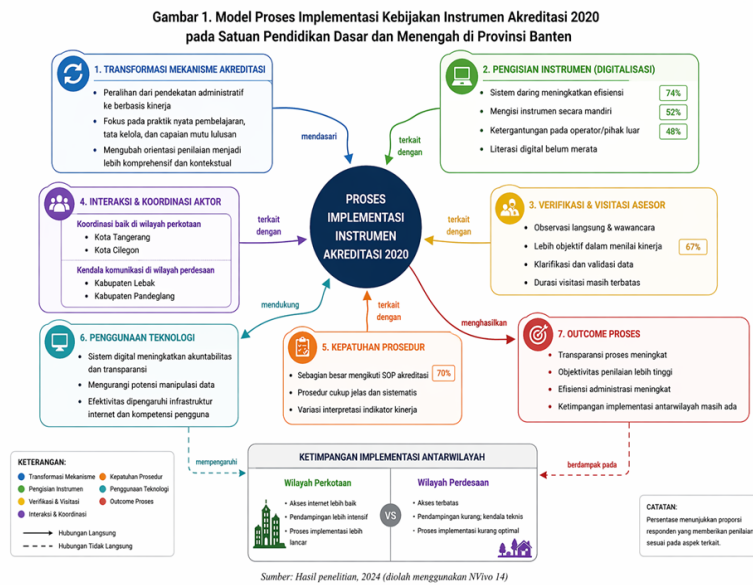 Gambar 1. Model Proses Implementasi Kebijakan Instrumen Akreditasi 2020
pada Satuan Pendidikan Dasar dan Menengah di Provinsi Banten
1. TRANSFORMASI MEKANISME AKREDITASI
• Peralihan dari pendekatan administratif
ke berbasis kinerja
• Fokus pada praktik nyata pembelajaran,
tata kelola, dan capaian mutu lulusan
• Mengubah orientasi penilaian menjadi
lebih komprehensif dan kontekstual
mendasari
2. PENGISIAN INSTRUMEN (DIGITALISASI)
• Sistem daring meningkatkan efisiensi 74%
• Mengisi instrumen secara mandiri 52%
• Ketergantungan pada operator/pihak luar 48%
• Literasi digital belum merata
terkait
dengan
PROSES
IMPLEMENTASI
INSTRUMEN
AKREDITASI 2020
4. INTERAKSI & KOORDINASI AKTOR
Koordinasi baik di wilayah perkotaan
• Kota Tangerang
• Kota Cilegon
Kendala komunikasi di wilayah perdesaan
• Kabupaten Lebak
• Kabupaten Pandeglang
terkait
dengan
3. VERIFIKASI & VISITASI ASESOR
• Observasi langsung & wawancara
• Lebih objektif dalam menilai kinerja 67%
• Klarifikasi dan validasi data
• Durasi visitasi masih terbatas
terkait
dengan
6. PENGGUNAAN TEKNOLOGI
• Sistem digital meningkatkan akuntabilitas
dan transparansi
• Mengurangi potensi manipulasi data
• Efektivitas dipengaruhi infrastruktur
internet dan kompetensi pengguna
mendukung
5. KEPATUHAN PROSEDUR
• Sebagian besar mengikuti SOP akreditasi 70%
• Prosedur cukup jelas dan sistematis
• Variasi interpretasi indikator kinerja
terkait
dengan
7. OUTCOME PROSES
• Transparansi proses meningkat
• Objektivitas penilaian lebih tinggi
• Efisiensi administrasi meningkat
• Ketimpangan implementasi antarwilayah masih ada
menghasilkan
mempengaruhi
berdampak pada
KETERANGAN:
Transformasi Mekanisme
Kepatuhan Prosedur
Pengisian Instrumen
Penggunaan Teknologi
Verifikasi & Visitasi
Outcome Proses
Interaksi & Koordinasi
Hubungan Langsung
Hubungan Tidak Langsung
KETIMPANGAN IMPLEMENTASI ANTARWILAYAH
Wilayah Perkotaan
• Akses internet lebih baik
• Pendampingan lebih intensif
• Proses implementasi lebih
lancar
VS
Wilayah Perdesaan
• Akses terbatas
• Pendampingan kurang; kendala teknis
• Proses implementasi kurang optimal
CATATAN:
Persentase menunjukkan proporsi
responden yang memberikan penilaian
sesuai pada aspek terkait.
Sumber: Hasil penelitian, 2024 (diolah menggunakan NVivo 14)